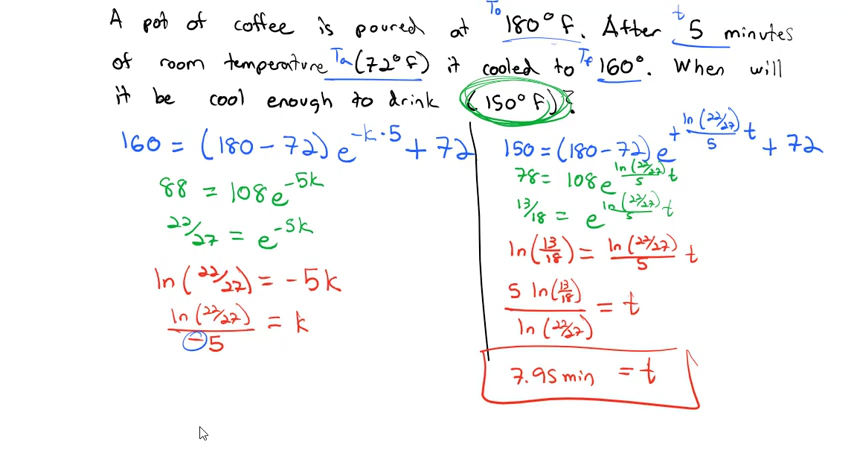 A pot of coffee is poured at T₀ 180°F. After t 5 minutes
of room temperature Tₐ (72°F) it cooled to T_f 160°. When will
it be cool enough to drink (150°F)?
160 = (180 - 72) e^(-k·5) + 72
88 = 108e^(-5k)
22/27 = e^(-5k)
ln(22/27) = -5k
ln(22/27)/-5 = k
150 = (180 - 72) e^(+ ln(22/27)/5 t) + 72
78 = 108e^(ln(22/27)/5 t)
13/18 = e^(ln(22/27)/5 t)
ln(13/18) = ln(22/27)/5 t
5 ln(13/18)/ln(22/27) = t
7.95 min = t